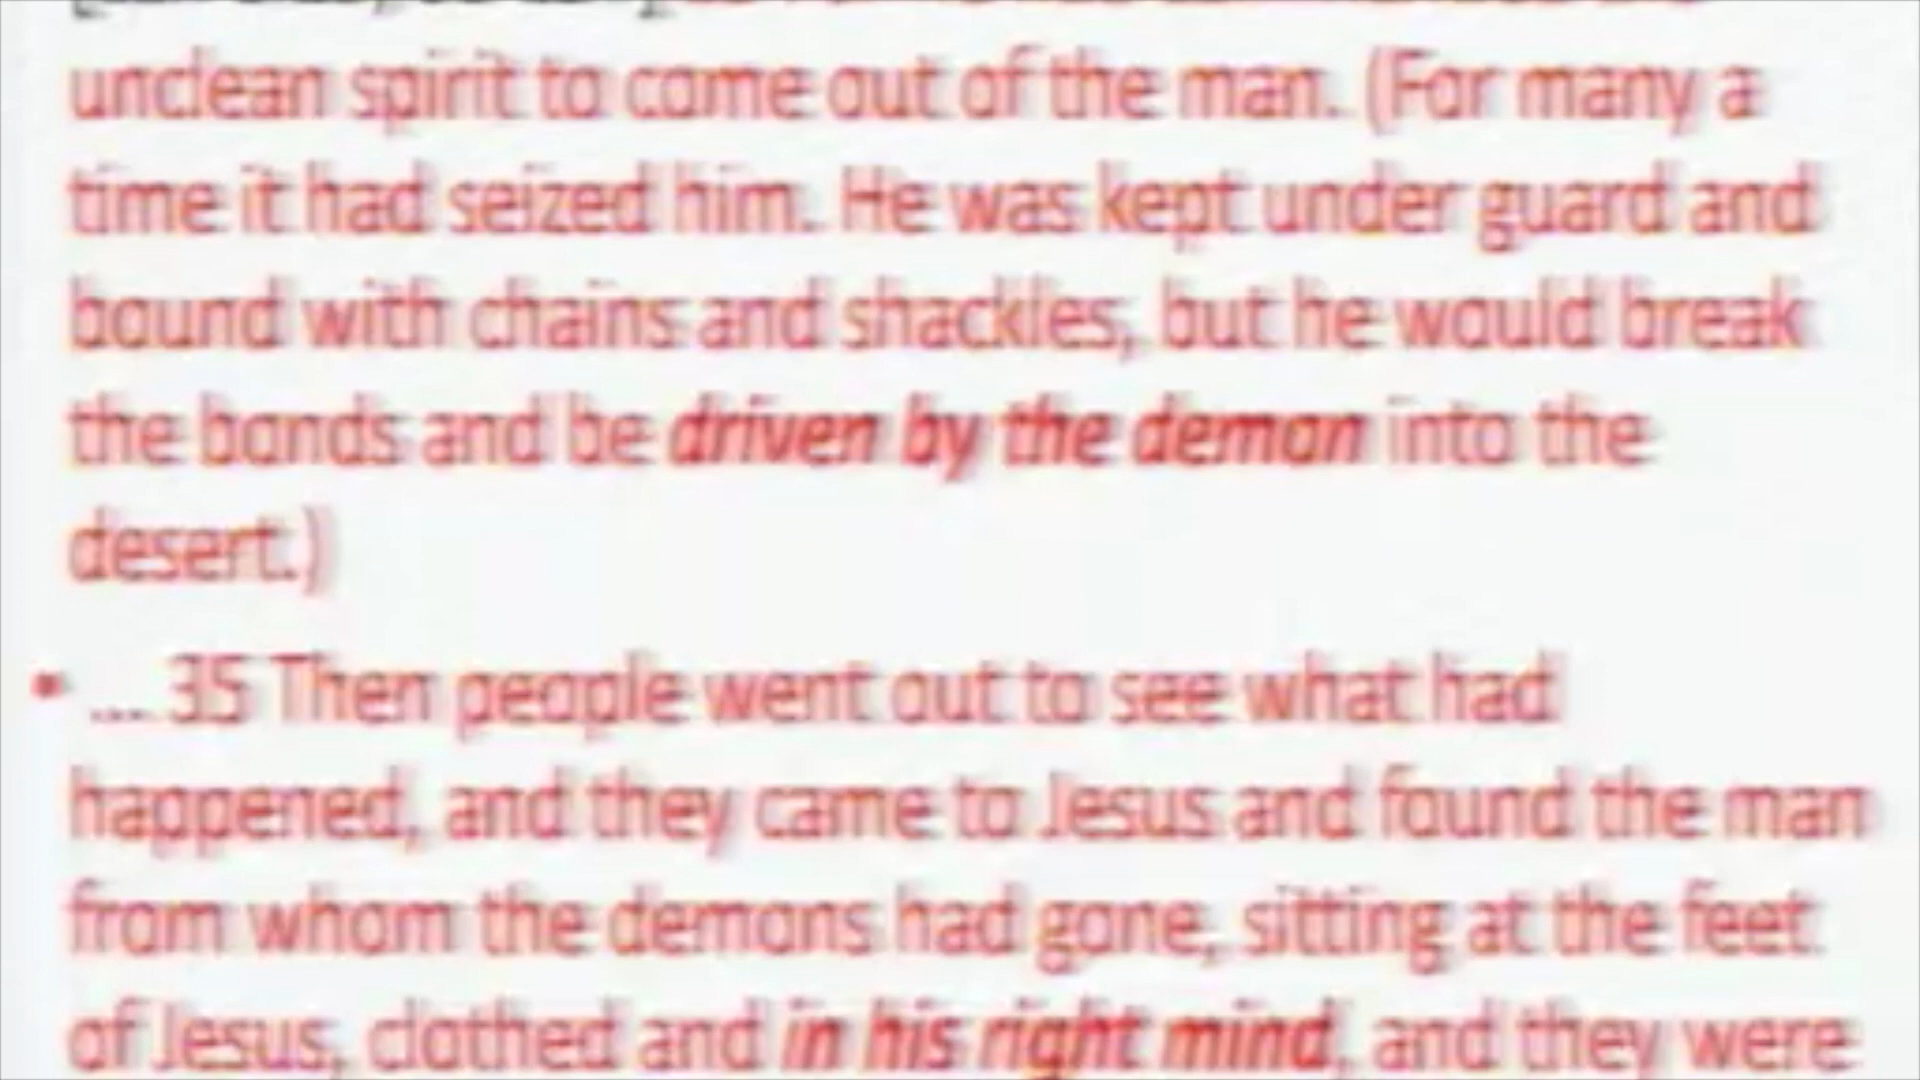 unclean spirit to come out of the man. (For many a
time it had seized him. He was kept under guard and
bound with chains and shackles, but he would break
the bonds and be driven by the demon into the
desert.)
• ... 35 Then people went out to see what had
happened, and they came to Jesus and found the man
from whom the demons had gone, sitting at the feet
of Jesus, clothed and in his right mind, and they were